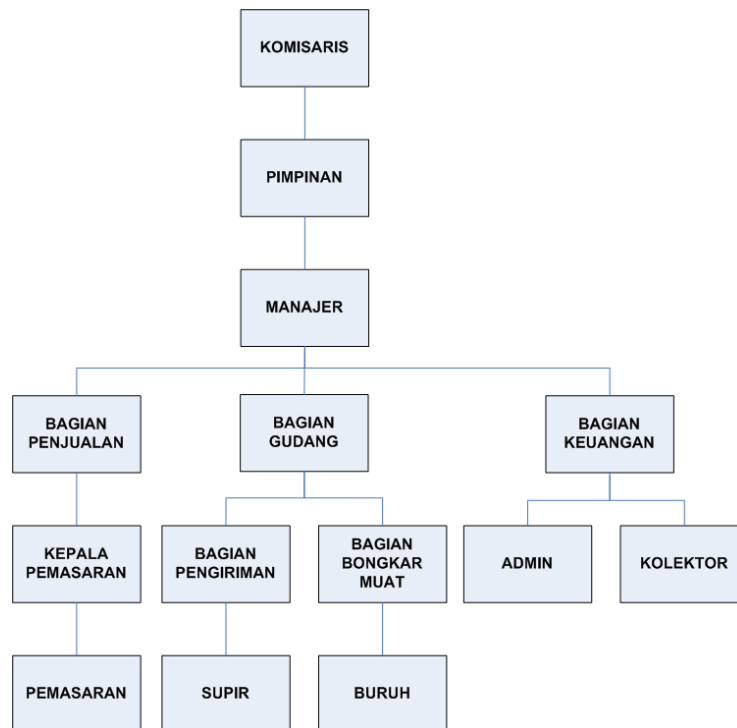 KOMISARIS
PIMPINAN
MANAJER
BAGIAN
PENJUALAN
BAGIAN
GUDANG
BAGIAN
KEUANGAN
KEPALA
PEMASARAN
BAGIAN
PENGIRIMAN
BAGIAN
BONGKAR
MUAT
ADMIN
KOLEKTOR
PEMASARAN
SUPIR
BURUH